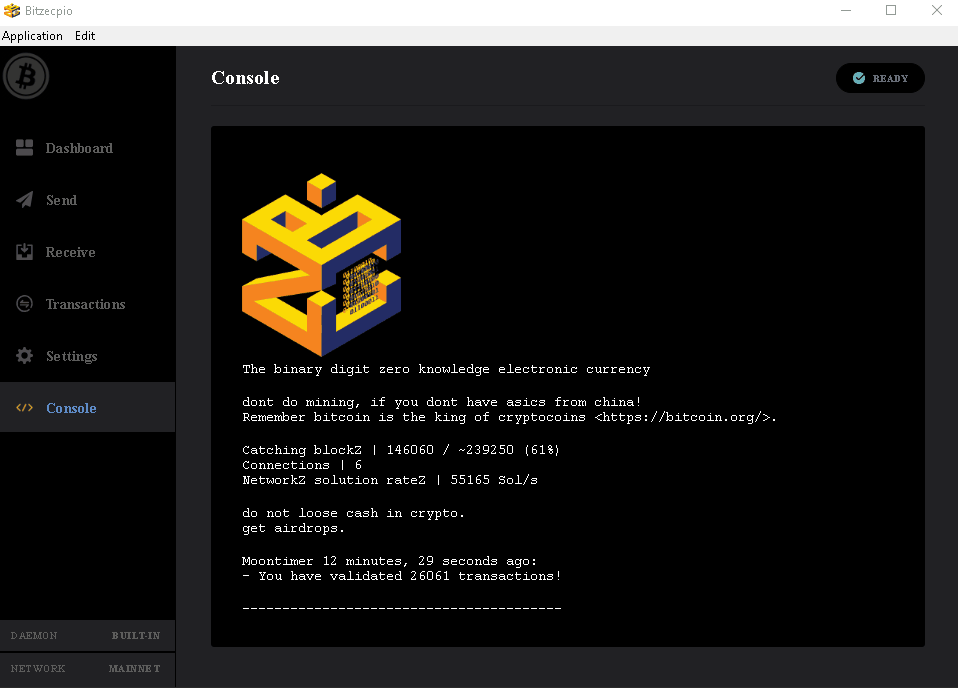 Bitzecpio
Application Edit
Console
READY
Dashboard
Send
Receive
Transactions
Settings
Console
The binary digit zero knowledge electronic currency
dont do mining, if you dont have asics from china!
Remember bitcoin is the king of cryptocoins <https://bitcoin.org/>.
Catching blockZ | 146060 / ~239250 (61%)
Connections | 6
NetworkZ solution rateZ | 55165 Sol/s
do not loose cash in crypto.
get airdrops.
Moontimer 12 minutes, 29 seconds ago:
- You have validated 26061 transactions!
----------------------------------------
DAEMON BUILT-IN
NETWORK MAINNET